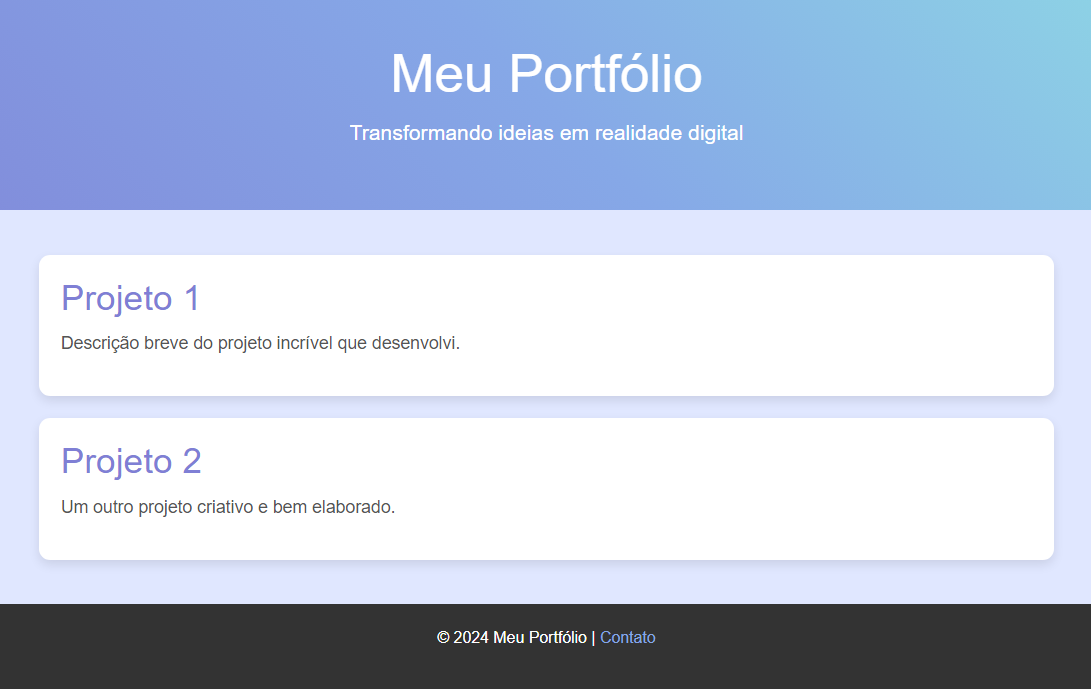 Meu Portfólio
Transformando ideias em realidade digital
Projeto 1
Descrição breve do projeto incrível que desenvolvi.
Projeto 2
Um outro projeto criativo e bem elaborado.
© 2024 Meu Portfólio | Contato